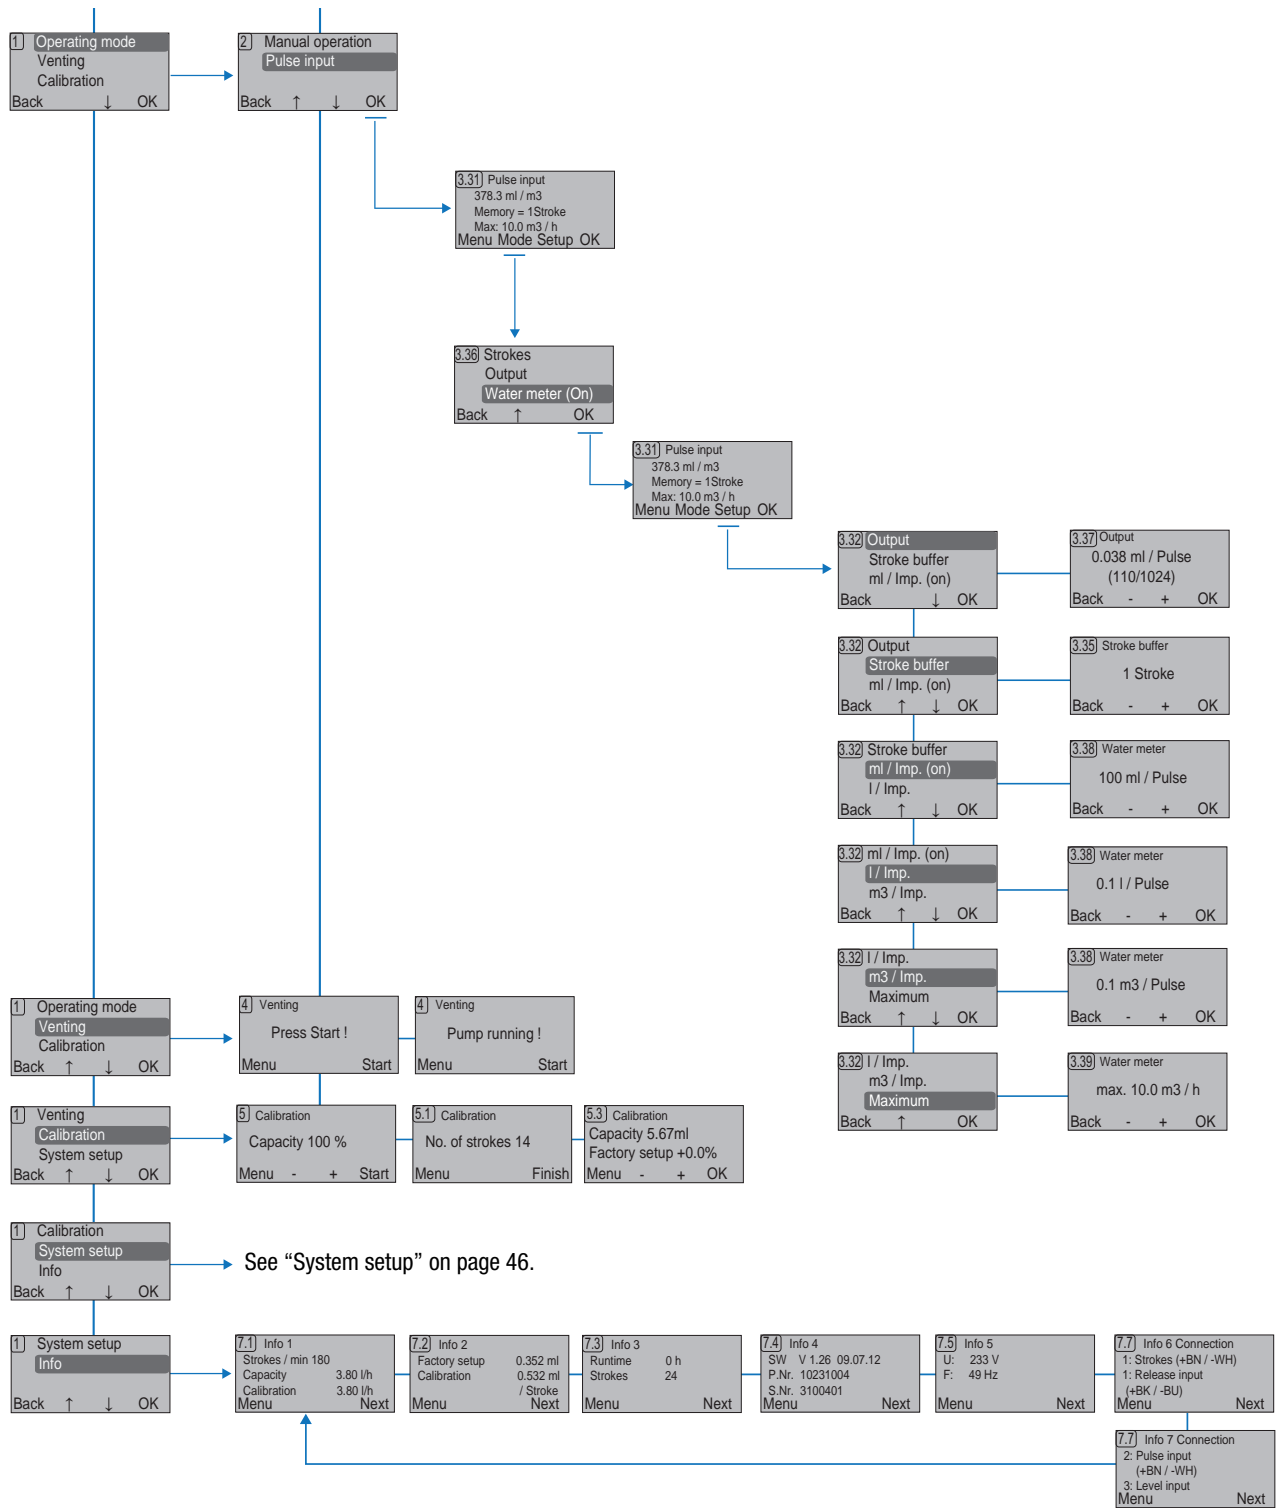 1 Operating mode
Venting
Calibration
Back ↓ OK
2 Manual operation
Pulse input
Back ↑ ↓ OK
3.31 Pulse input
378.3 ml / m3
Memory = 1Stroke
Max: 10.0 m3 / h
Menu Mode Setup OK
3.36 Strokes
Output
Water meter (On)
Back ↑ OK
3.31 Pulse input
378.3 ml / m3
Memory = 1Stroke
Max: 10.0 m3 / h
Menu Mode Setup OK
3.32 Output
Stroke buffer
ml / Imp. (on)
Back ↓ OK
3.37 Output
0.038 ml / Pulse
(110/1024)
Back - + OK
3.32 Output
Stroke buffer
ml / Imp. (on)
Back ↑ ↓ OK
3.35 Stroke buffer
1 Stroke
Back - + OK
3.32 Stroke buffer
ml / Imp. (on)
l / Imp.
Back ↑ ↓ OK
3.38 Water meter
100 ml / Pulse
Back - + OK
3.32 ml / Imp. (on)
l / Imp.
m3 / Imp.
Back ↑ ↓ OK
3.38 Water meter
0.1 l / Pulse
Back - + OK
3.32 l / Imp.
m3 / Imp.
Maximum
Back ↑ ↓ OK
3.38 Water meter
0.1 m3 / Pulse
Back - + OK
1 Operating mode
Venting
Calibration
Back ↑ ↓ OK
4 Venting
Press Start !
Menu Start
4 Venting
Pump running !
Menu Start
3.32 l / Imp.
m3 / Imp.
Maximum
Back ↑ OK
3.39 Water meter
max. 10.0 m3 / h
Back - + OK
1 Venting
Calibration
System setup
Back ↑ ↓ OK
5 Calibration
Capacity 100 %
Menu - + Start
5.1 Calibration
No. of strokes 14
Menu Finish
5.3 Calibration
Capacity 5.67ml
Factory setup +0.0%
Menu - + OK
1 Calibration
System setup
Info
Back ↑ ↓ OK
See “System setup” on page 46.
1 System setup
Info
Back ↑ ↓ OK
7.1 Info 1
Strokes / min 180
Capacity 3.80 l/h
Calibration 3.80 l/h
Menu Next
7.2 Info 2
Factory setup 0.352 ml
Calibration 0.532 ml
/ Stroke
Menu Next
7.3 Info 3
Runtime 0 h
Strokes 24
Menu Next
7.4 Info 4
SW V 1.26 09.07.12
P.Nr. 10231004
S.Nr. 3100401
Menu Next
7.5 Info 5
U: 233 V
F: 49 Hz
Menu Next
7.7 Info 6 Connection
1: Strokes (+BN / -WH)
1: Release input
(+BK / -BU)
Menu Next
7.7 Info 7 Connection
2: Pulse input
(+BN / -WH)
3: Level input
Menu Next